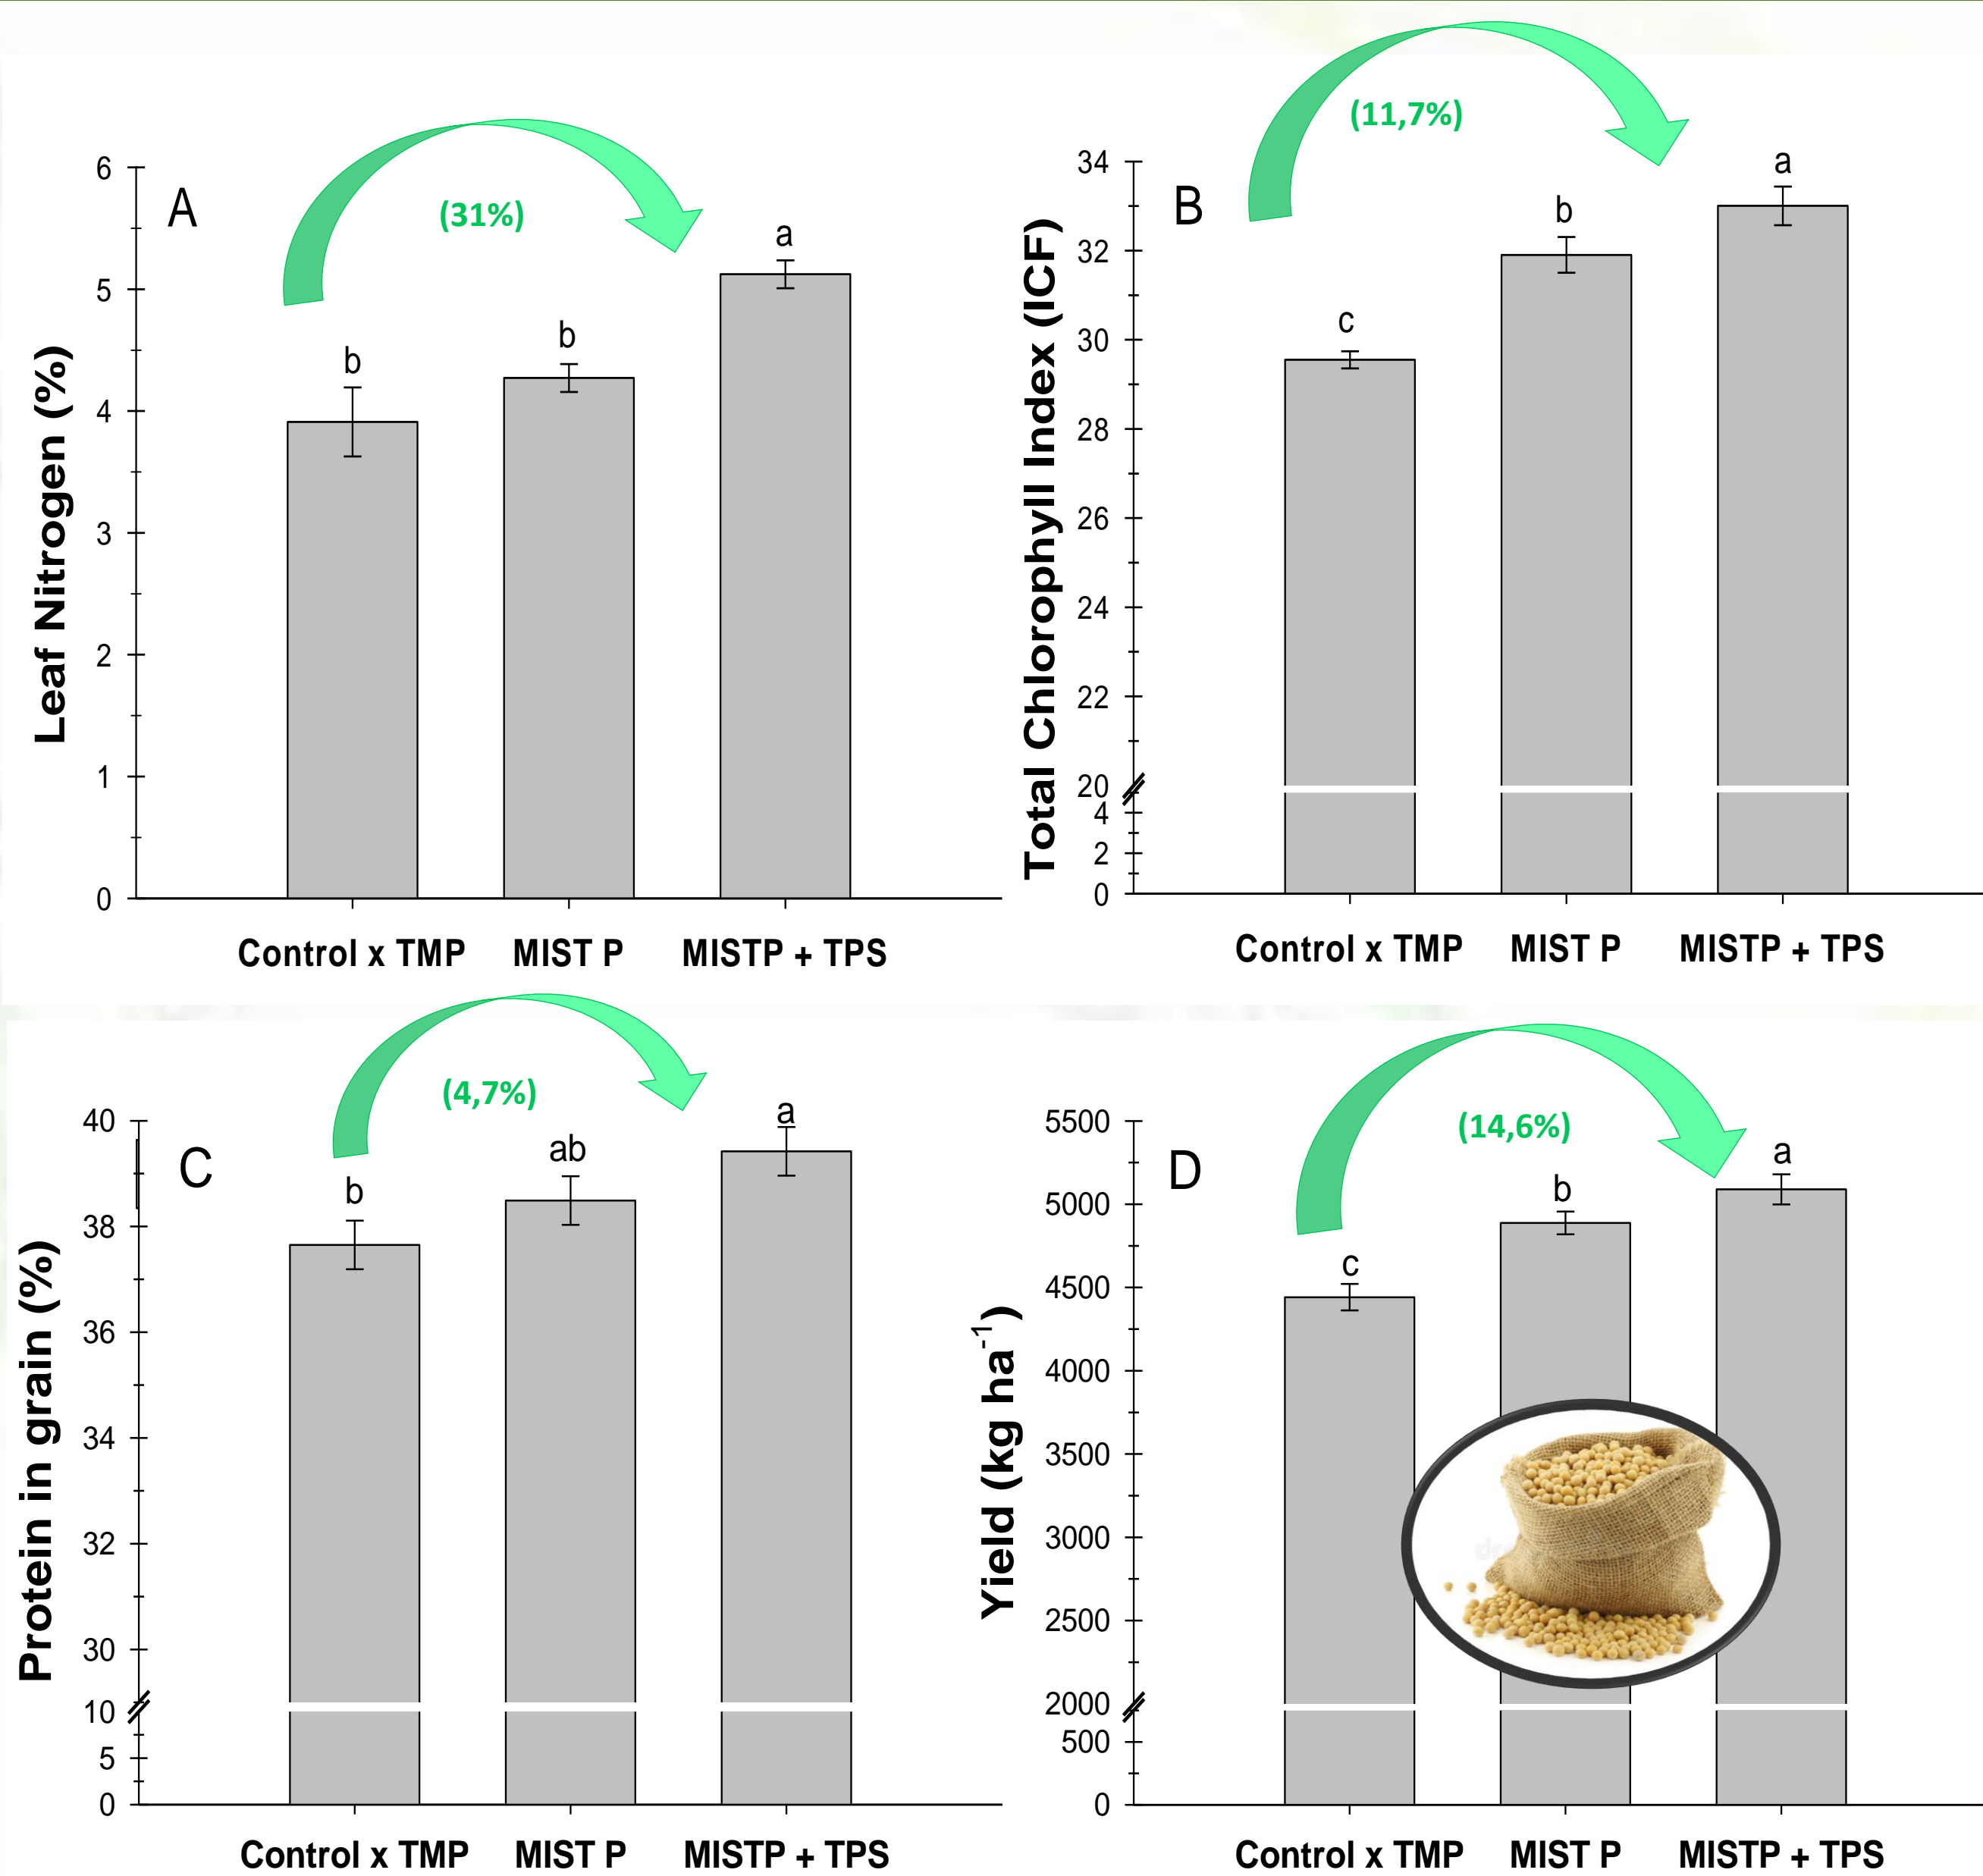 (31%)
A
Leaf Nitrogen (%)
6
5
4
3
2
1
0
b
b
a
Control x TMP
MIST P
MISTP + TPS
(11,7%)
B
Total Chlorophyll Index (ICF)
34
32
30
28
26
24
22
20
4
2
0
c
b
a
Control x TMP
MIST P
MISTP + TPS
(4,7%)
C
Protein in grain (%)
40
38
36
34
32
30
10
5
0
b
ab
a
Control x TMP
MIST P
MISTP + TPS
(14,6%)
D
Yield (kg ha⁻¹)
5500
5000
4500
4000
3500
3000
2500
2000
500
0
c
b
a
Control x TMP
MIST P
MISTP + TPS